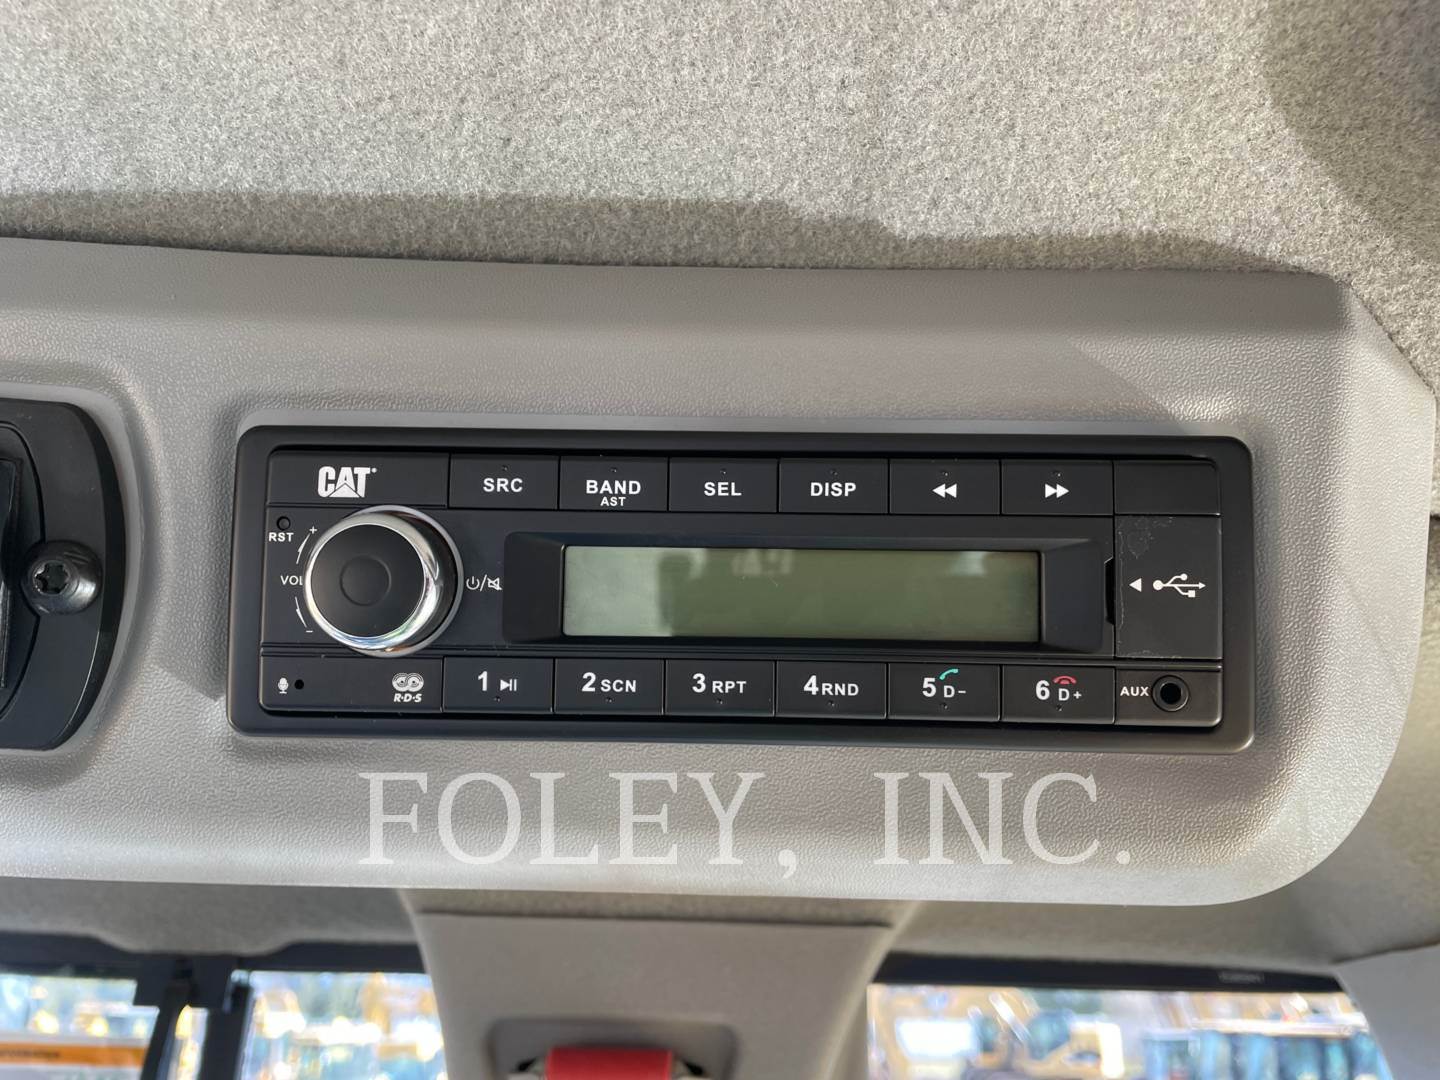 CAT
SRC
BAND
AST
SEL
DISP
RST
+
VOL
-
R·D·S
1
2 SCN
3 RPT
4 RND
5 D-
6 D+
AUX
FOLEY, INC.